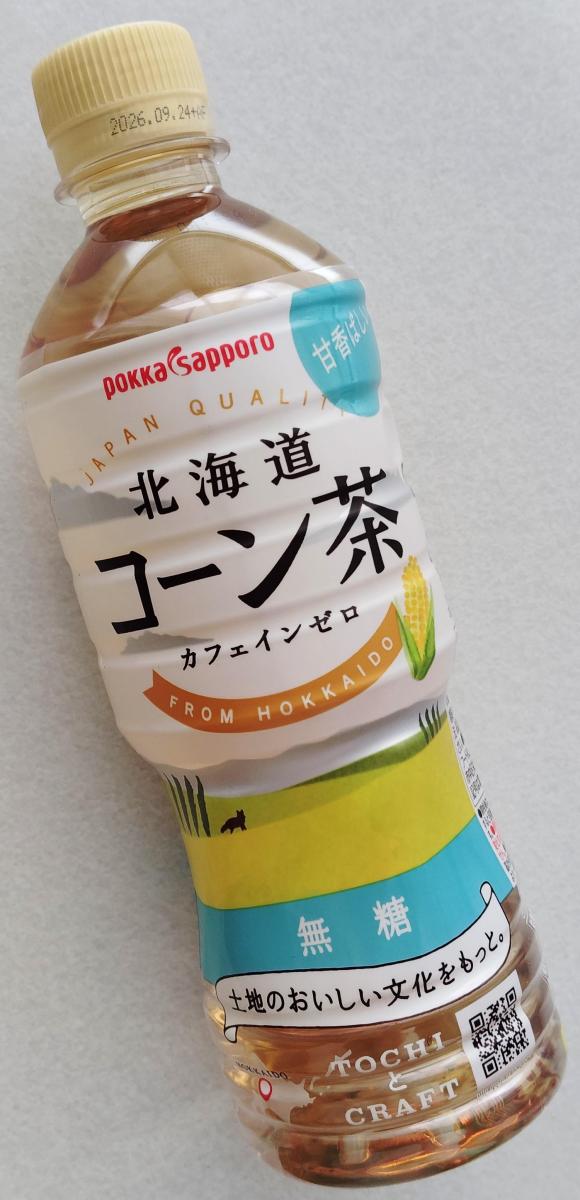 2026.09.24
pokka sapporo
甘香ばしい
JAPAN QUALITY
北海道
コーン茶
カフェインゼロ
FROM HOKKAIDO
無糖
土地のおいしい文化をもっと。
HOKKAIDO
TOCHI
と
CRAFT